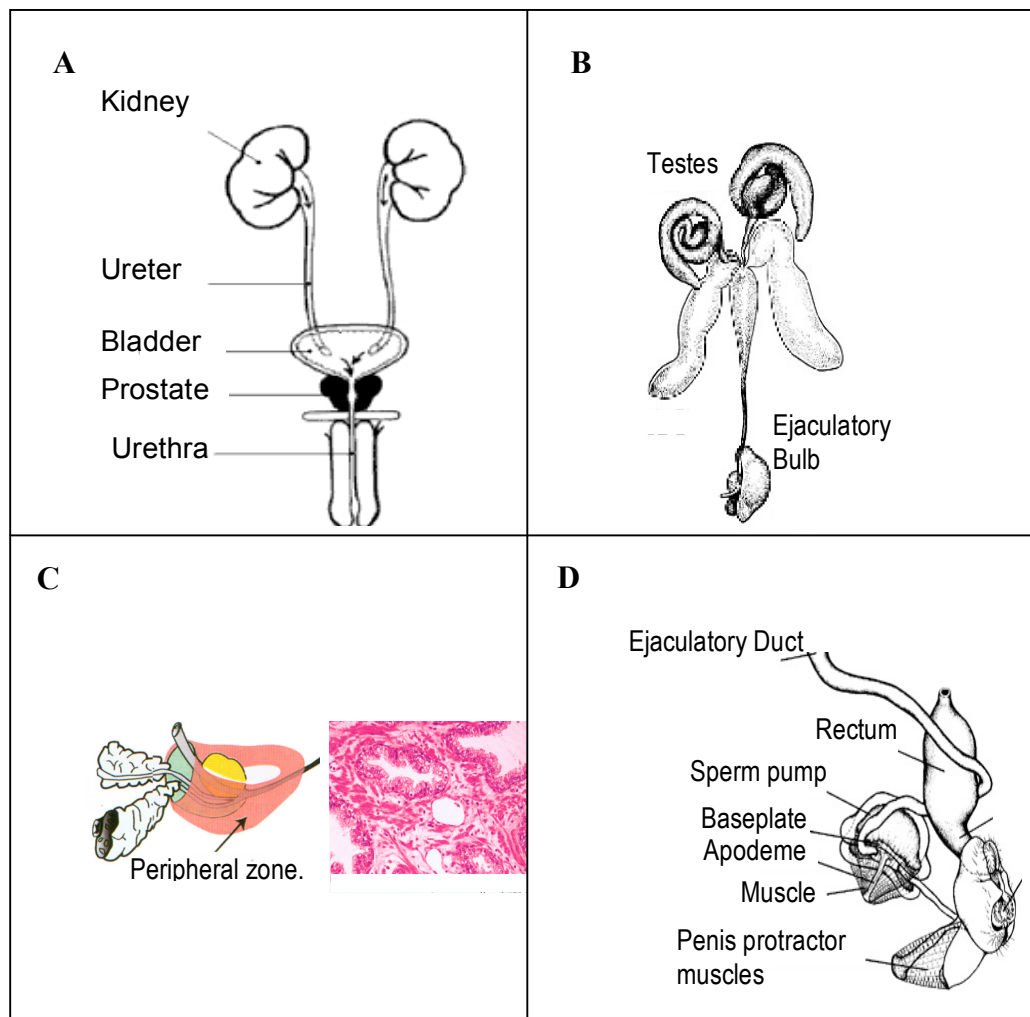 A
Kidney
Ureter
Bladder
Prostate
Urethra
B
Testes
Ejaculatory
Bulb
C
Peripheral zone.
D
Ejaculatory Duct
Rectum
Sperm pump
Baseplate
Apodeme
Muscle
Penis protractor
muscles